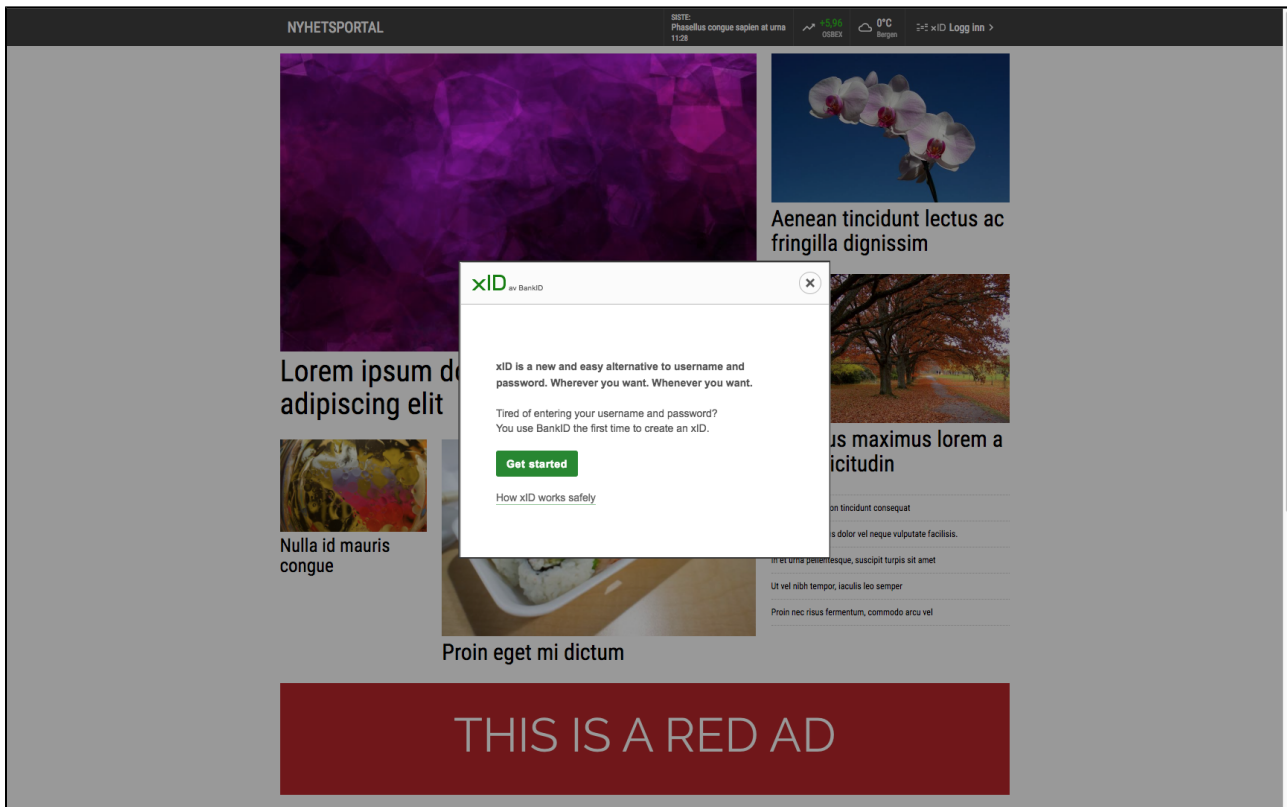 NYHETSPORTAL
SISTE:
Phasellus congue sapien at urna
11:28
+5,96
OSBEX
0°C
Bergen
xID Logg inn >
Aenean tincidunt lectus ac
fringilla dignissim
xID av BankID
xID is a new and easy alternative to username and
password. Wherever you want. Whenever you want.
Tired of entering your username and password?
You use BankID the first time to create an xID.
Get started
How xID works safely
Lorem ipsum
adipiscing elit
us maximus lorem a
icitudin
on tincidunt consequat
s dolor vel neque vulputate facilisis.
In et urna pellentesque, suscipit turpis sit amet
Ut vel nibh tempor, iaculis leo semper
Proin nec risus fermentum, commodo arcu vel
Nulla id mauris
congue
Proin eget mi dictum
THIS IS A RED AD